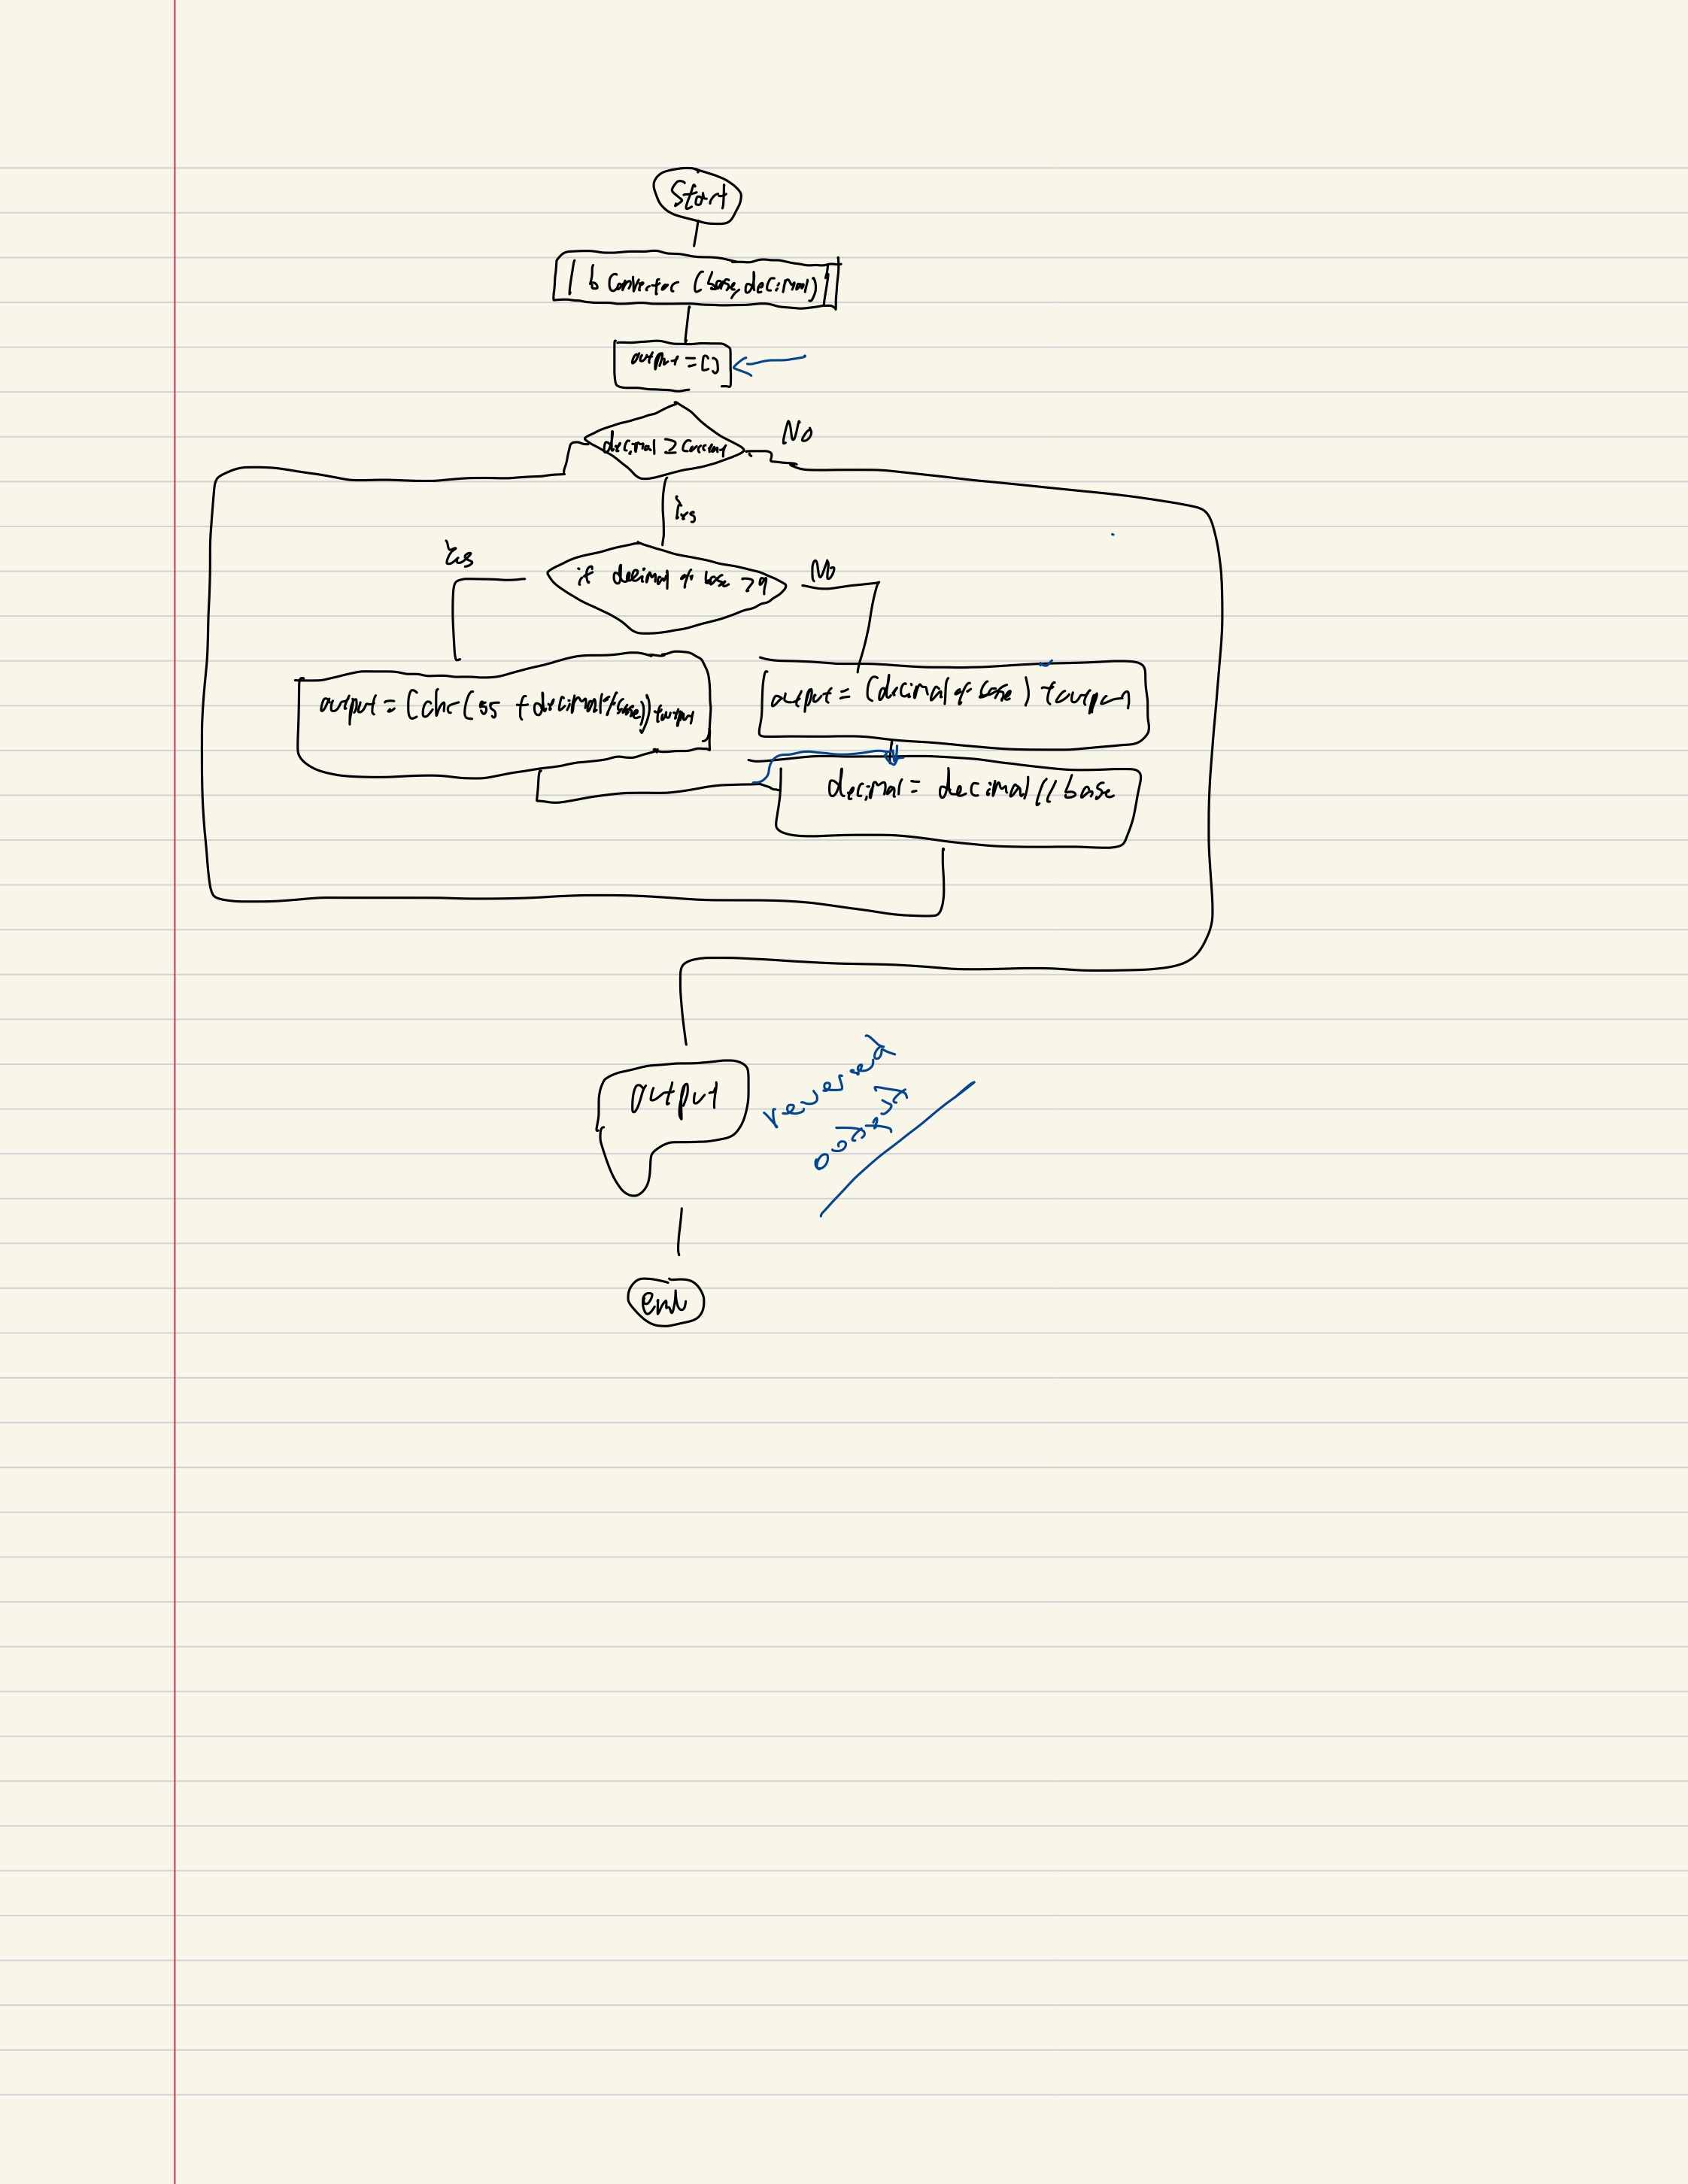 Start
b Convertor (base, decimal)
output = []
decimal ≥ current
No
Yes
Yes
if decimal % base > 9
No
output = (chr(55 + decimal % base)) + output
output = (decimal % base) + output
decimal = decimal // base
output
reversed
output
end